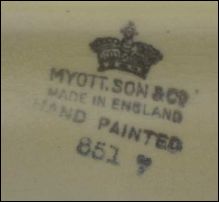 MYOTT.SON & Co
MADE IN ENGLAND
HAND PAINTED
851